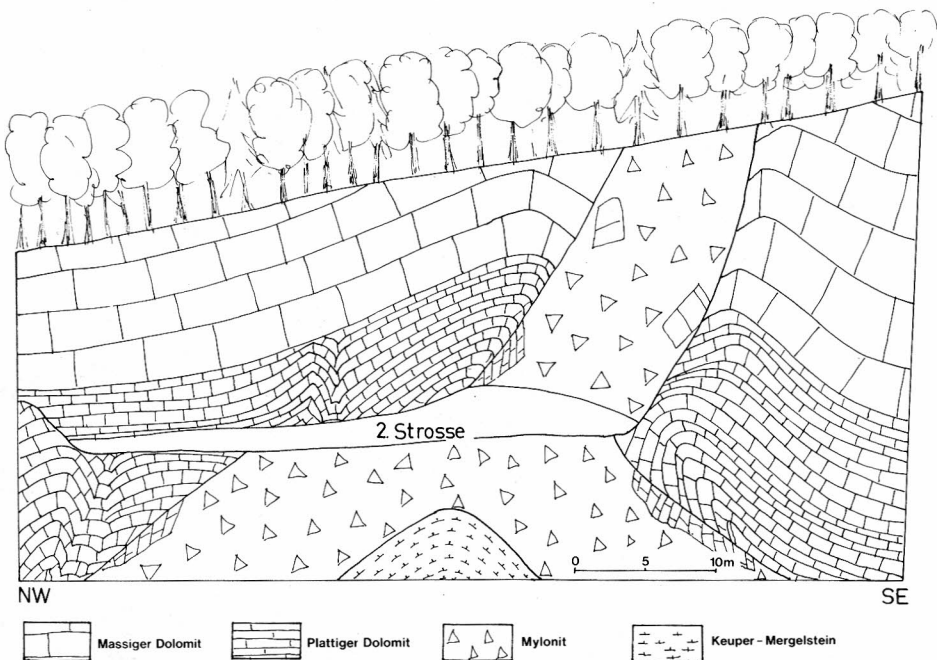 2. Strosse
0 5 10m
NW SE
Massiger Dolomit Plattiger Dolomit Mylonit Keuper-Mergelstein